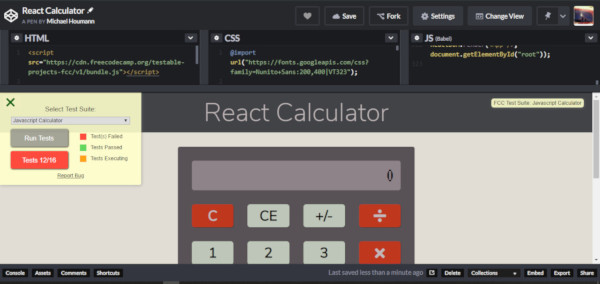 React Calculator
A PEN BY Michael Houmann
Save
Fork
Settings
Change View
HTML
CSS
JS (Babel)
<script
src="https://cdn.freecodecamp.org/testable-
projects-fcc/v1/bundle.js"></script>
@import
url("https://fonts.googleapis.com/css?
family=Nunito+Sans:200,400|VT323");
document.getElementById("root"));
Select Test Suite:
Javascript Calculator
Run Tests
Tests 12/16
Test(s) Failed
Tests Passed
Tests Executing
Report Bug
React Calculator
FCC Test Suite: Javascript Calculator
0
C CE +/- ÷
1 2 3 ×
Console Assets Comments Shortcuts
Last saved less than a minute ago Delete Collections Embed Export Share